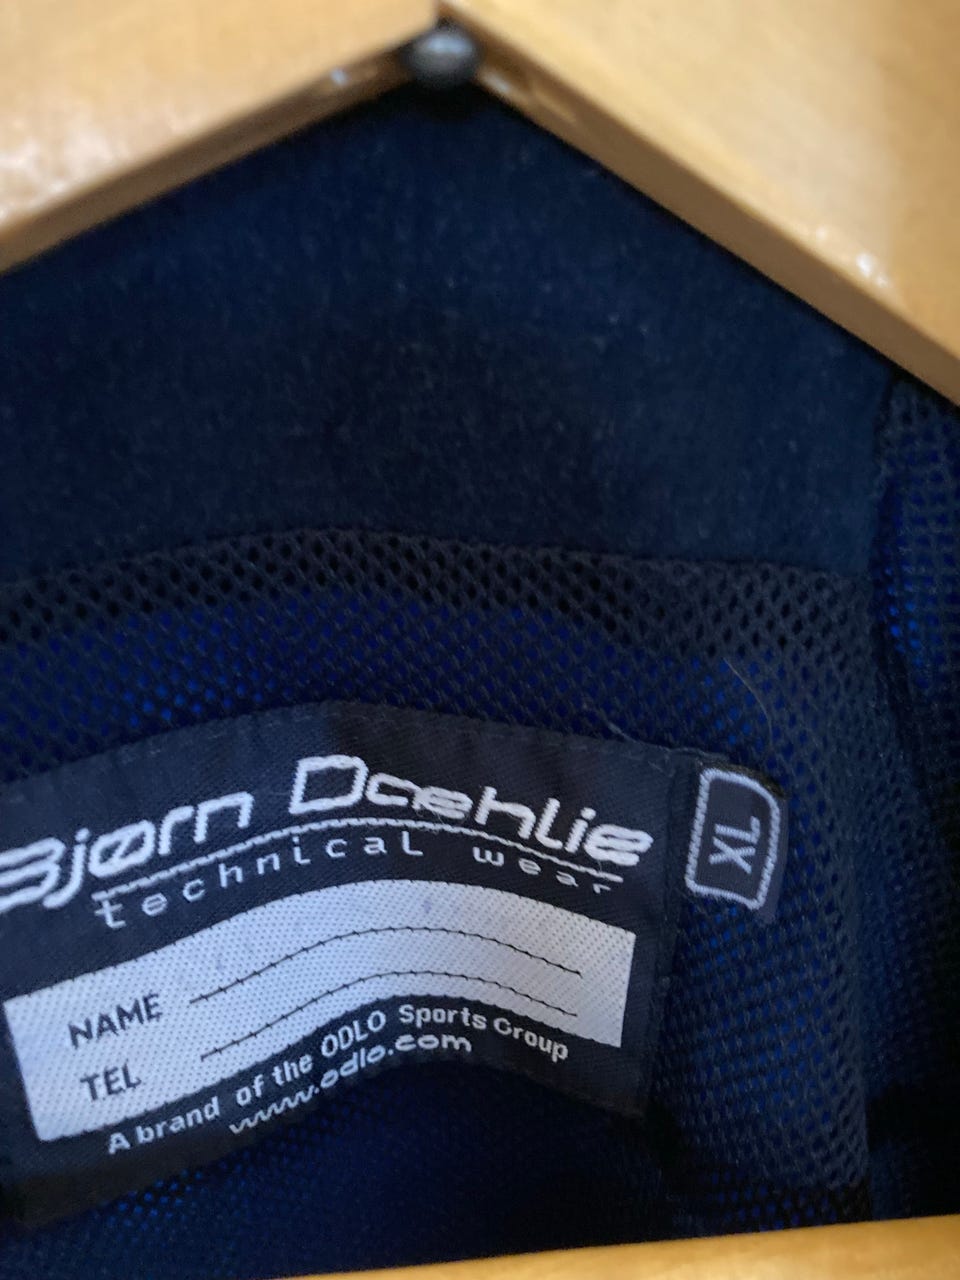 Bjørn Dæhlie
technical wear
XL
NAME
TEL
A brand of the ODLO Sports Group
www.odlo.com